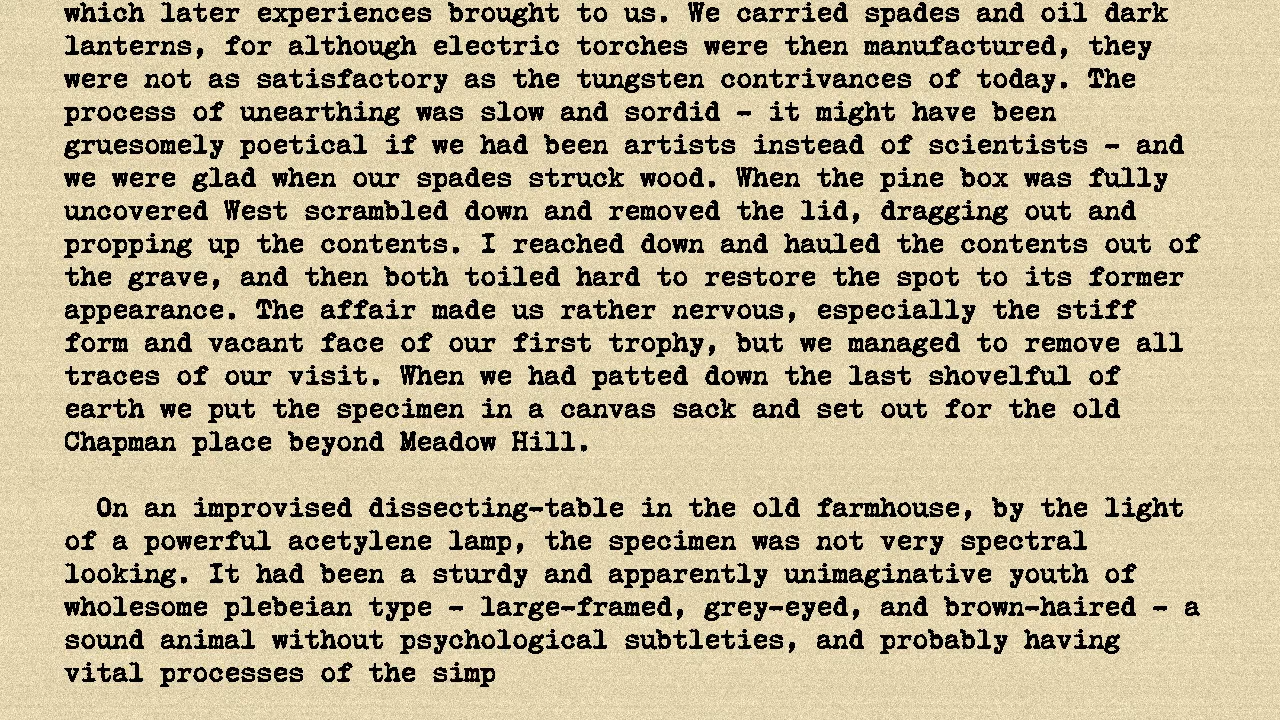 which later experiences brought to us. We carried spades and oil dark
lanterns, for although electric torches were then manufactured, they
were not as satisfactory as the tungsten contrivances of today. The
process of unearthing was slow and sordid – it might have been
gruesomely poetical if we had been artists instead of scientists – and
we were glad when our spades struck wood. When the pine box was fully
uncovered West scrambled down and removed the lid, dragging out and
propping up the contents. I reached down and hauled the contents out of
the grave, and then both toiled hard to restore the spot to its former
appearance. The affair made us rather nervous, especially the stiff
form and vacant face of our first trophy, but we managed to remove all
traces of our visit. When we had patted down the last shovelful of
earth we put the specimen in a canvas sack and set out for the old
Chapman place beyond Meadow Hill.
On an improvised dissecting-table in the old farmhouse, by the light
of a powerful acetylene lamp, the specimen was not very spectral
looking. It had been a sturdy and apparently unimaginative youth of
wholesome plebeian type – large-framed, grey-eyed, and brown-haired – a
sound animal without psychological subtleties, and probably having
vital processes of the simp